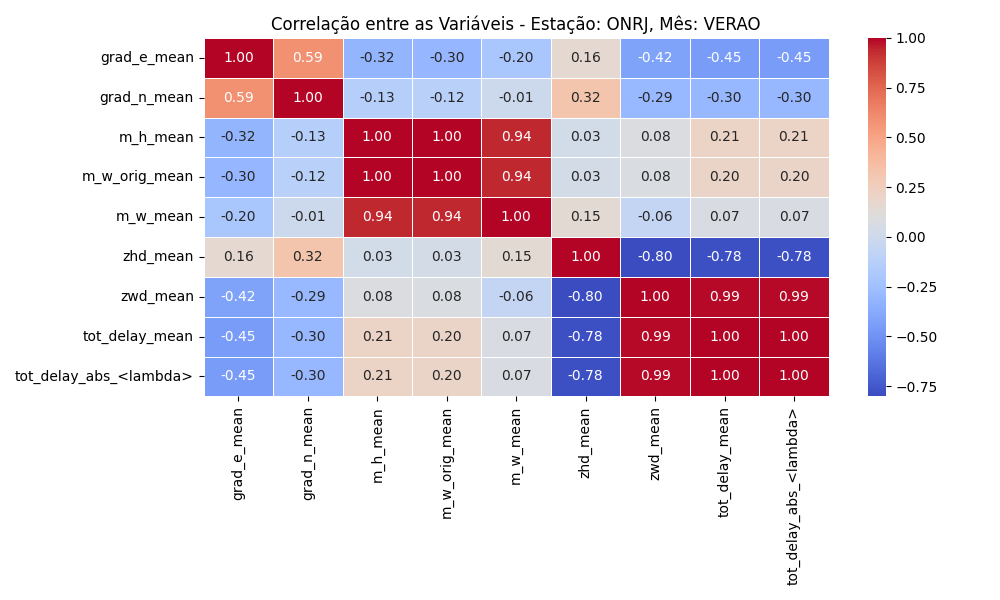 Correlação entre as Variáveis - Estação: ONRJ, Mês: VERAO
grad_e_mean 1.00 0.59 -0.32 -0.30 -0.20 0.16 -0.42 -0.45 -0.45
grad_n_mean 0.59 1.00 -0.13 -0.12 -0.01 0.32 -0.29 -0.30 -0.30
m_h_mean -0.32 -0.13 1.00 1.00 0.94 0.03 0.08 0.21 0.21
m_w_orig_mean -0.30 -0.12 1.00 1.00 0.94 0.03 0.08 0.20 0.20
m_w_mean -0.20 -0.01 0.94 0.94 1.00 0.15 -0.06 0.07 0.07
zhd_mean 0.16 0.32 0.03 0.03 0.15 1.00 -0.80 -0.78 -0.78
zwd_mean -0.42 -0.29 0.08 0.08 -0.06 -0.80 1.00 0.99 0.99
tot_delay_mean -0.45 -0.30 0.21 0.20 0.07 -0.78 0.99 1.00 1.00
tot_delay_abs_<lambda> -0.45 -0.30 0.21 0.20 0.07 -0.78 0.99 1.00 1.00
grad_e_mean
grad_n_mean
m_h_mean
m_w_orig_mean
m_w_mean
zhd_mean
zwd_mean
tot_delay_mean
tot_delay_abs_<lambda>
1.00
0.75
0.50
0.25
0.00
−0.25
−0.50
−0.75